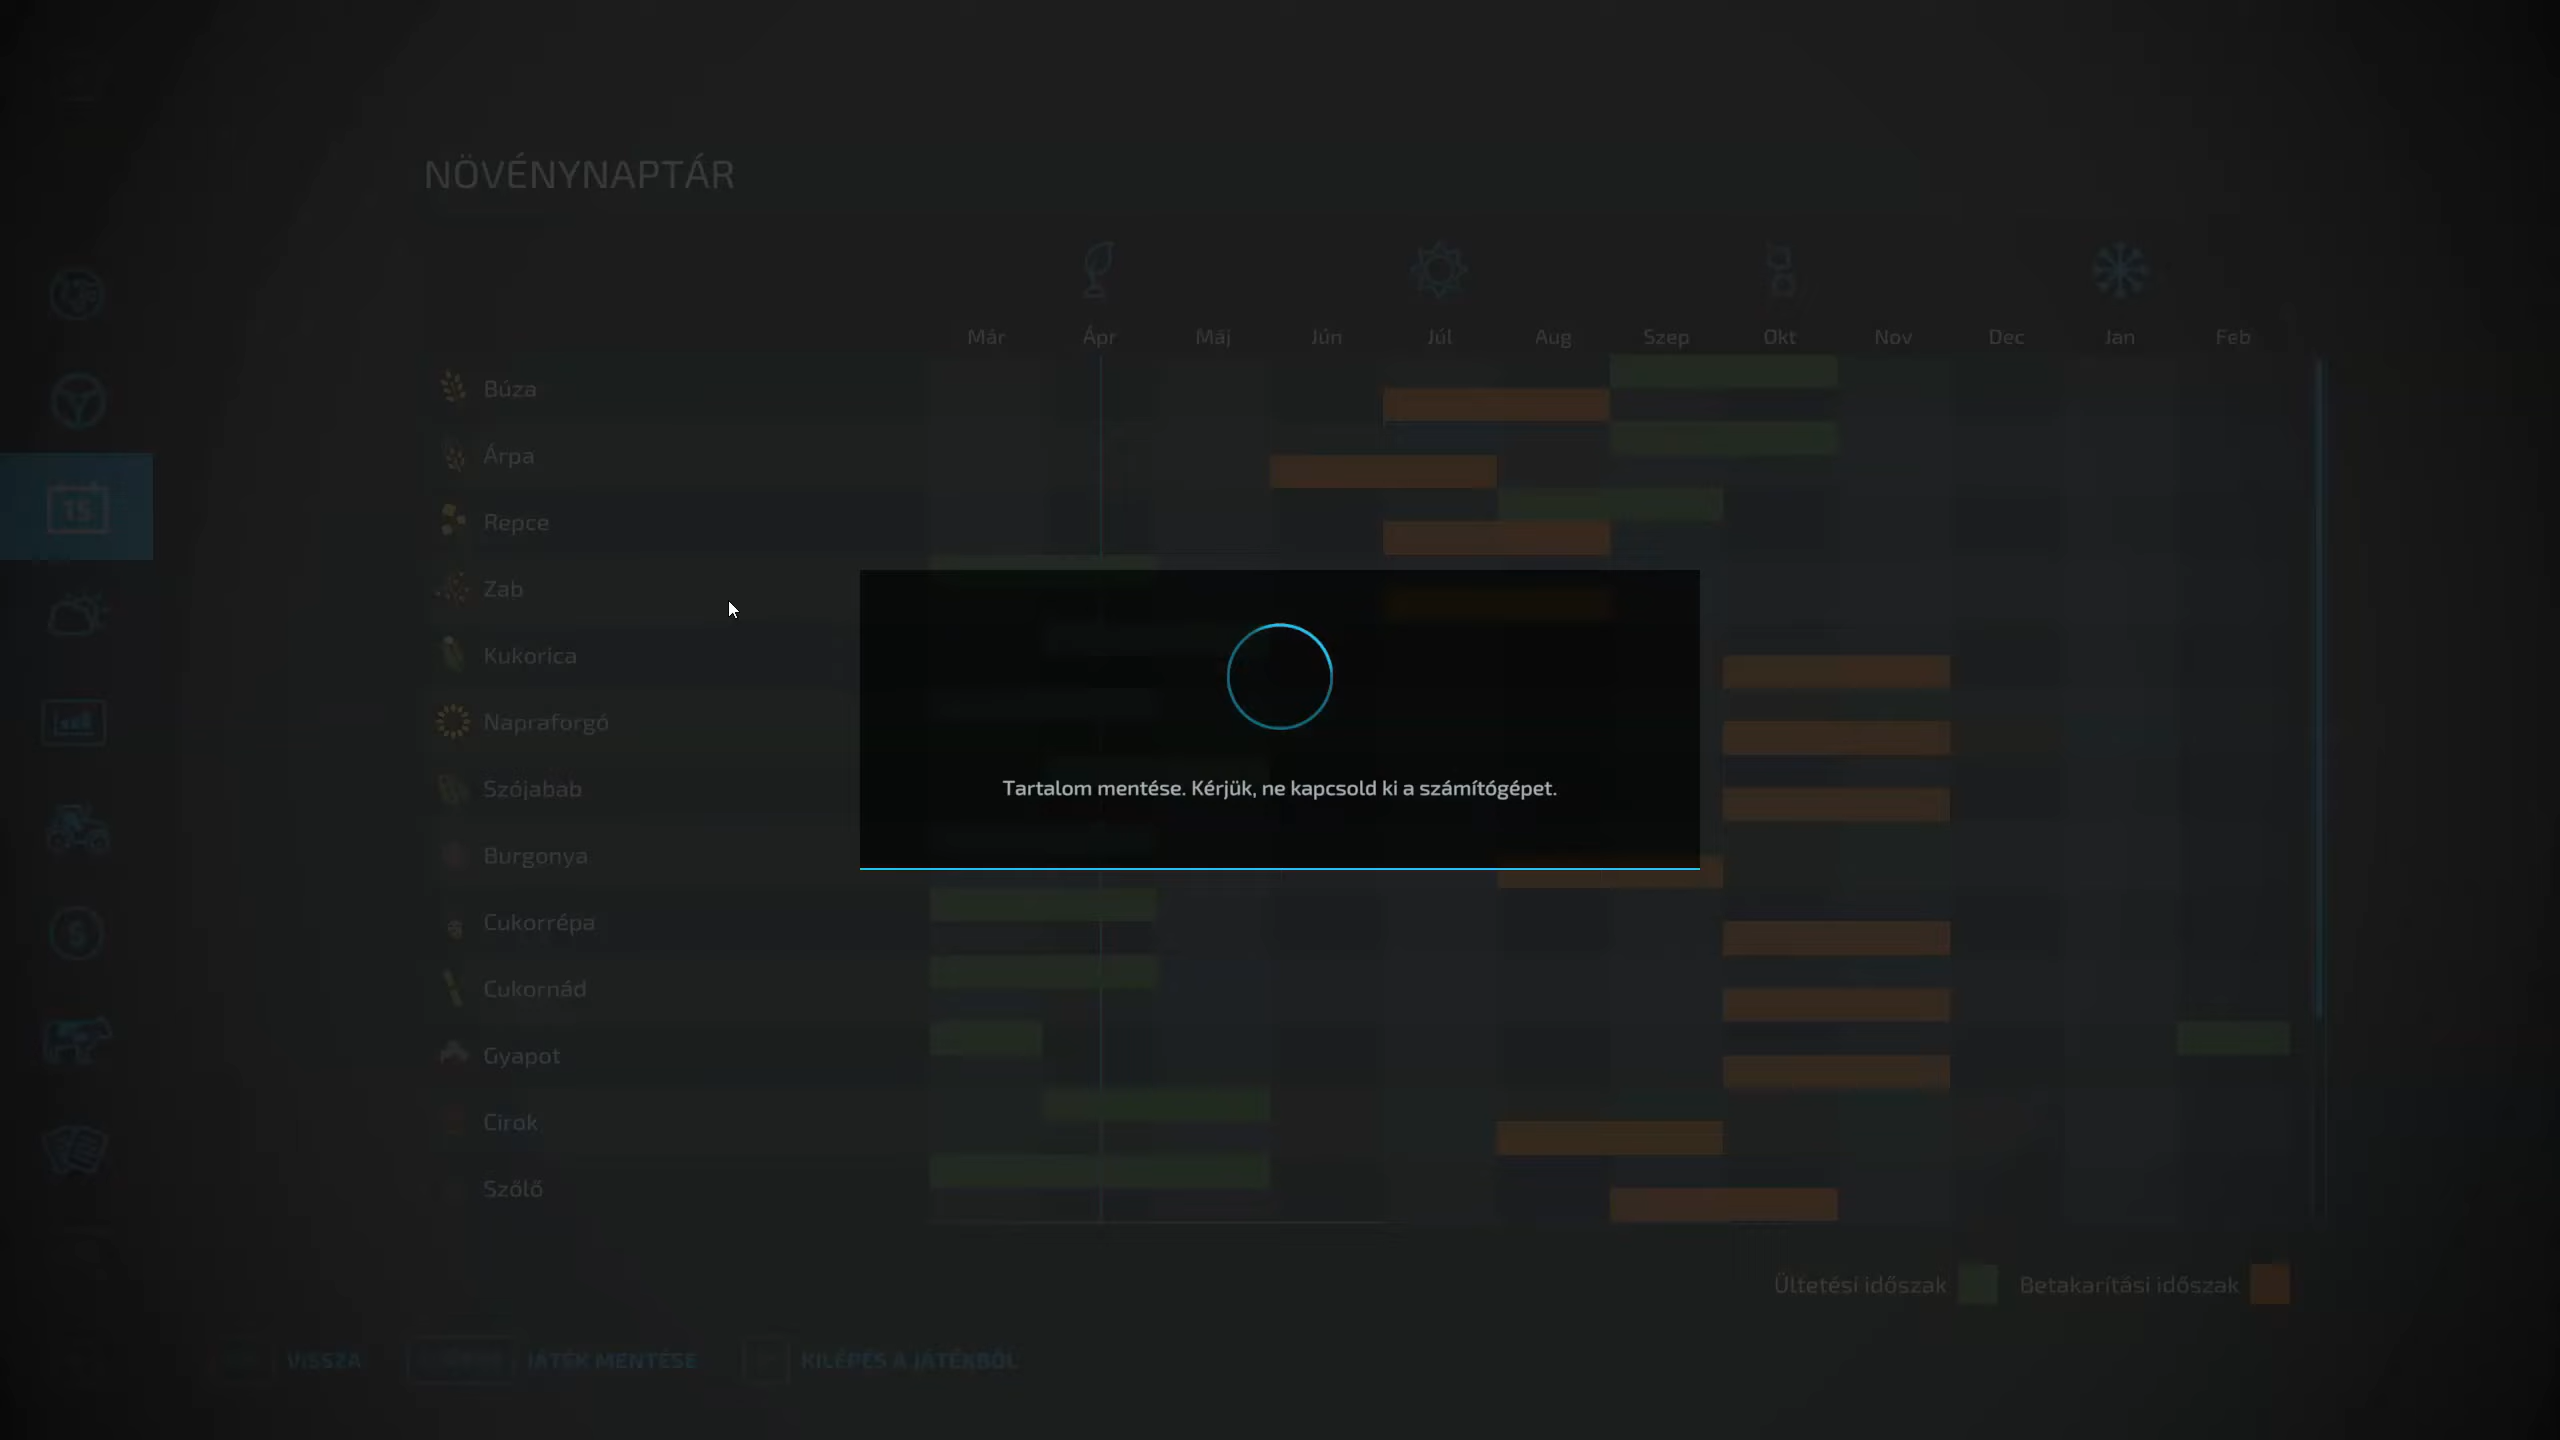 NÖVÉNYNAPTÁR
Már Ápr Máj Jún Júl Aug Szep Okt Nov Dec Jan Feb
Búza
Árpa
15
Repce
Zab
Kukorica
Napraforgó
Szójabab
Tartalom mentése. Kérjük, ne kapcsold ki a számítógépet.
Burgonya
Cukorrépa
Cukornád
Gyapot
Cirok
Szőlő
Ültetési időszak Betakarítási időszak
VISSZA JÁTÉK MENTÉSE KILÉPÉS A JÁTÉKBÓL